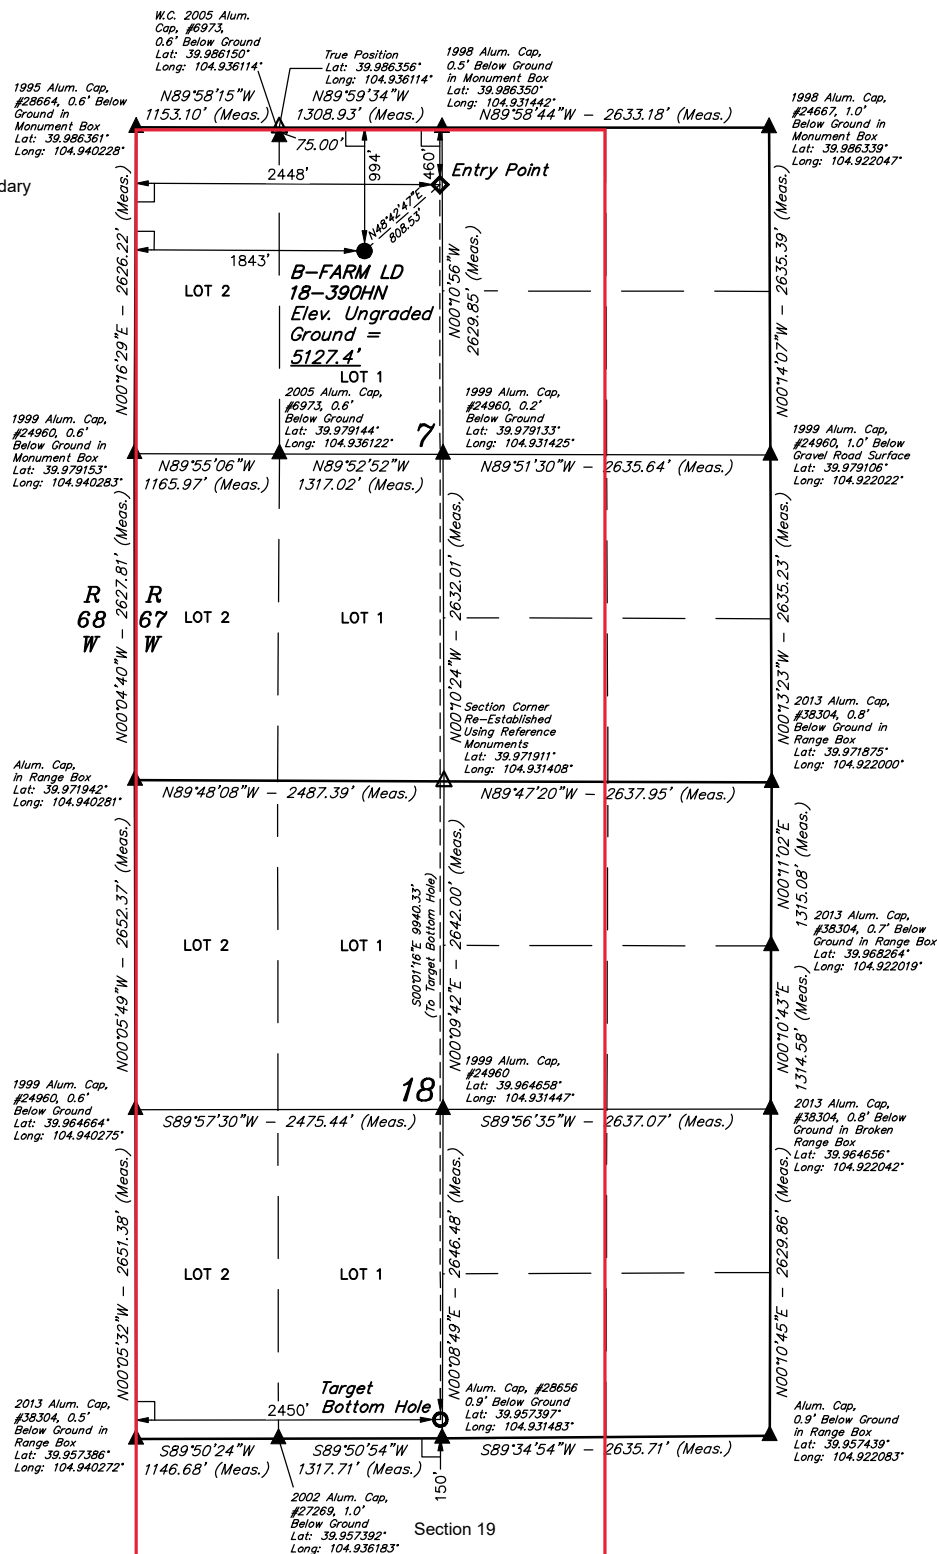 W.C. 2005 Alum.
Cap, #6973,
0.6' Below Ground
Lat: 39.986150°
Long: 104.936114°
True Position
Lat: 39.986356°
Long: 104.936114°
1998 Alum. Cap,
0.5' Below Ground
in Monument Box
Lat: 39.986350°
Long: 104.931442°
1995 Alum. Cap,
#28664, 0.6' Below
Ground in
Monument Box
Lat: 39.986361°
Long: 104.940228°
N89°58'15"W
1153.10' (Meas.)
N89°59'34"W
1308.93' (Meas.)
N89°58'44"W - 2633.18' (Meas.)
1998 Alum. Cap,
#24667, 1.0'
Below Ground in
Monument Box
Lat: 39.986339°
Long: 104.922047°
75.00'
994'
460'
Entry Point
2448'
dary
N48°42'47"E
808.53'
1843'
B-FARM LD
18-390HN
Elev. Ungraded
Ground =
5127.4'
LOT 2
LOT 1
N00°16'29"E - 2626.22' (Meas.)
N00°10'56"W
2629.85' (Meas.)
N00°14'07"W - 2635.39' (Meas.)
1999 Alum. Cap,
#24960, 0.6'
Below Ground in
Monument Box
Lat: 39.979153°
Long: 104.940283°
2005 Alum. Cap,
#6973, 0.6'
Below Ground
Lat: 39.979144°
Long: 104.936122°
7
1999 Alum. Cap,
#24960, 0.2'
Below Ground
Lat: 39.979133°
Long: 104.931425°
1999 Alum. Cap,
#24960, 1.0' Below
Gravel Road Surface
Lat: 39.979106°
Long: 104.922022°
N89°55'06"W
1165.97' (Meas.)
N89°52'52"W
1317.02' (Meas.)
N89°51'30"W - 2635.64' (Meas.)
R
68
W
R
67
W
LOT 2
LOT 1
N00°04'40"W - 2627.81' (Meas.)
N00°10'24"W - 2632.01' (Meas.)
N00°13'23"W - 2635.23' (Meas.)
Section Corner
Re-Established
Using Reference
Monuments
Lat: 39.971911°
Long: 104.931408°
2013 Alum. Cap,
#38304, 0.8'
Below Ground in
Range Box
Lat: 39.971875°
Long: 104.922000°
Alum. Cap,
in Range Box
Lat: 39.971942°
Long: 104.940281°
N89°48'08"W - 2487.39' (Meas.)
N89°47'20"W - 2637.95' (Meas.)
N00°05'49"W - 2652.37' (Meas.)
S00°01'16"E 9940.33'
(To Target Bottom Hole)
N00°09'42"E - 2642.00' (Meas.)
N00°11'02"E
1315.08' (Meas.)
2013 Alum. Cap,
#38304, 0.7' Below
Ground in Range Box
Lat: 39.968264°
Long: 104.922019°
LOT 2
LOT 1
N00°10'43"E
1314.58' (Meas.)
1999 Alum. Cap,
#24960, 0.6'
Below Ground
Lat: 39.964664°
Long: 104.940275°
18
1999 Alum. Cap,
#24960
Lat: 39.964658°
Long: 104.931447°
2013 Alum. Cap,
#38304, 0.8' Below
Ground in Broken
Range Box
Lat: 39.964656°
Long: 104.922042°
S89°57'30"W - 2475.44' (Meas.)
S89°56'35"W - 2637.07' (Meas.)
N00°05'32"W - 2651.38' (Meas.)
N00°08'49"E - 2646.48' (Meas.)
N00°10'45"E - 2629.86' (Meas.)
LOT 2
LOT 1
Target
Bottom Hole
2450'
2013 Alum. Cap,
#38304, 0.5'
Below Ground in
Range Box
Lat: 39.957386°
Long: 104.940272°
Alum. Cap, #28656
0.9' Below Ground
Lat: 39.957397°
Long: 104.931483°
Alum. Cap,
0.9' Below Ground
in Range Box
Lat: 39.957439°
Long: 104.922083°
S89°50'24"W
1146.68' (Meas.)
S89°50'54"W
1317.71' (Meas.)
S89°34'54"W - 2635.71' (Meas.)
150'
2002 Alum. Cap,
#27269, 1.0'
Below Ground
Lat: 39.957392°
Long: 104.936183°
Section 19